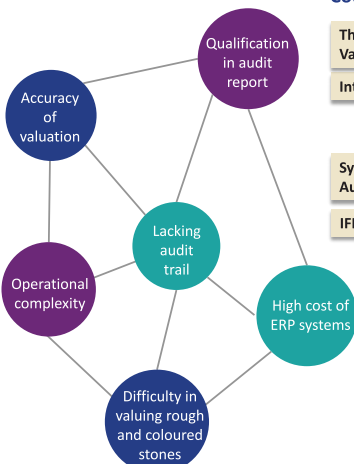 Qualification
in audit
report
Accuracy
of
valuation
Lacking
audit
trail
Operational
complexity
High cost of
ERP systems
Difficulty in
valuing rough
and coloured
stones
Th
Va
Int
Sy
Au